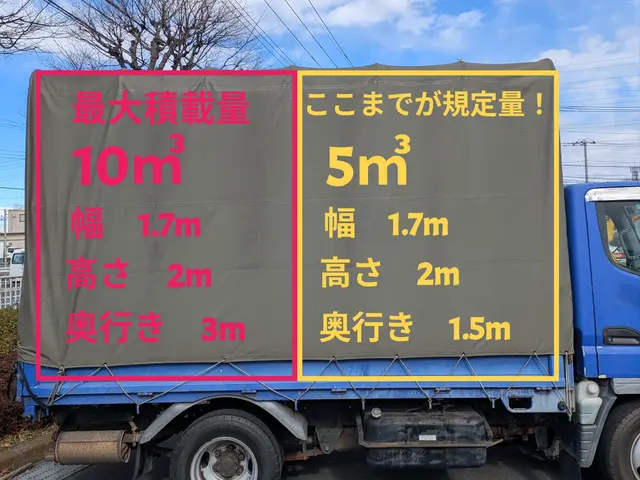 最大積載量
10m³
幅 1.7m
高さ 2m
奥行き 3m
ここまでが規定量！
5m³
幅 1.7m
高さ 2m
奥行き 1.5m